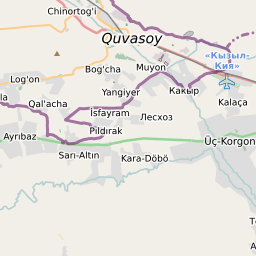 Chinortog'i
Quvasoy
«Кызыл-
Кия»
Bog'cha
Muyon
Log'on
Yangiyer
Какыр
Qal'acha
Kalaça
la
Isfayram
Лесхоз
Pildırak
Ayrıbaz
Üç-Korgon
Sarı-Altın
Kara-Döbö